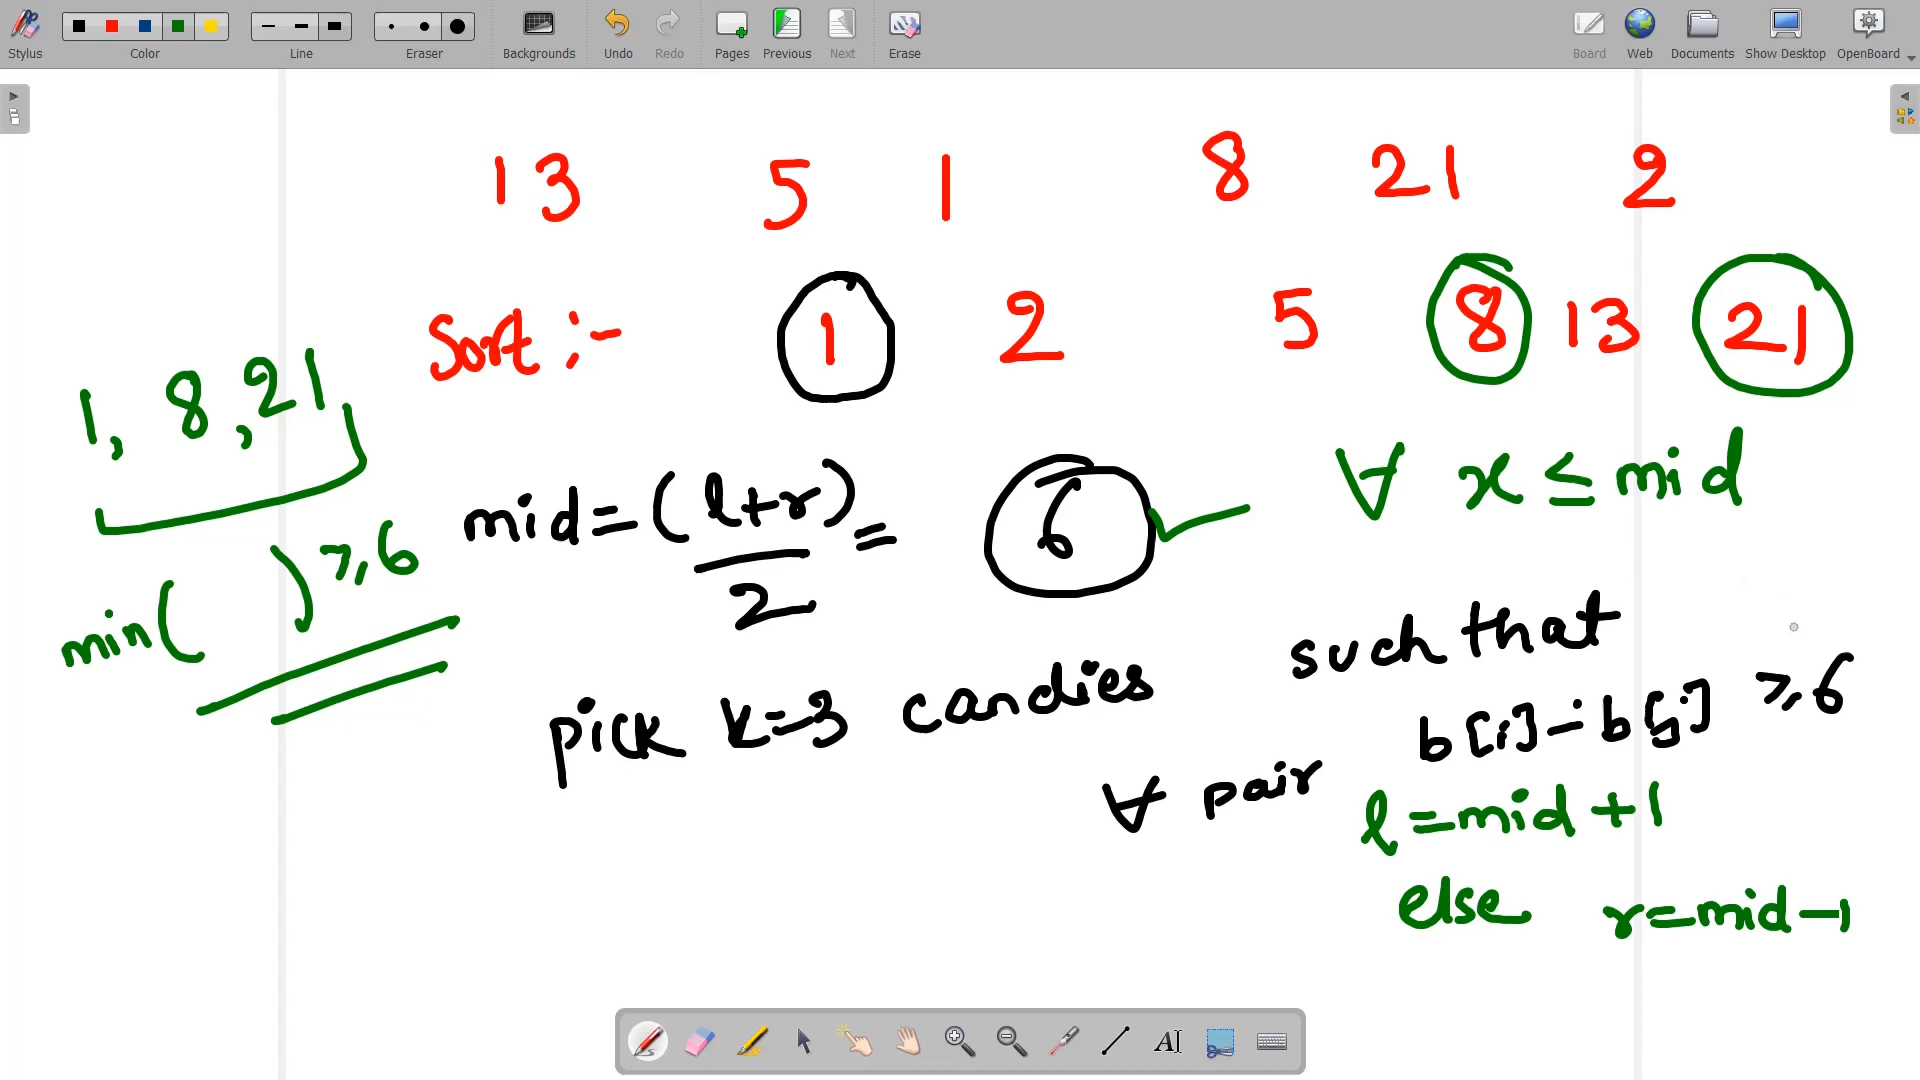 Stylus Color Line Eraser Backgrounds Undo Redo Pages Previous Next Erase Board Web Documents Show Desktop OpenBoard
13 5 1 8 21 2
Sort :- 1 2 5 8 13 21
1, 8, 21
mid = (l+r)/2 = 6
∀ x ≤ mid
min( ) ≥ 6
pick k=3 candies such that
∀ pair b[i] - b[j] ≥ 6
l = mid + 1
else r = mid - 1
AI